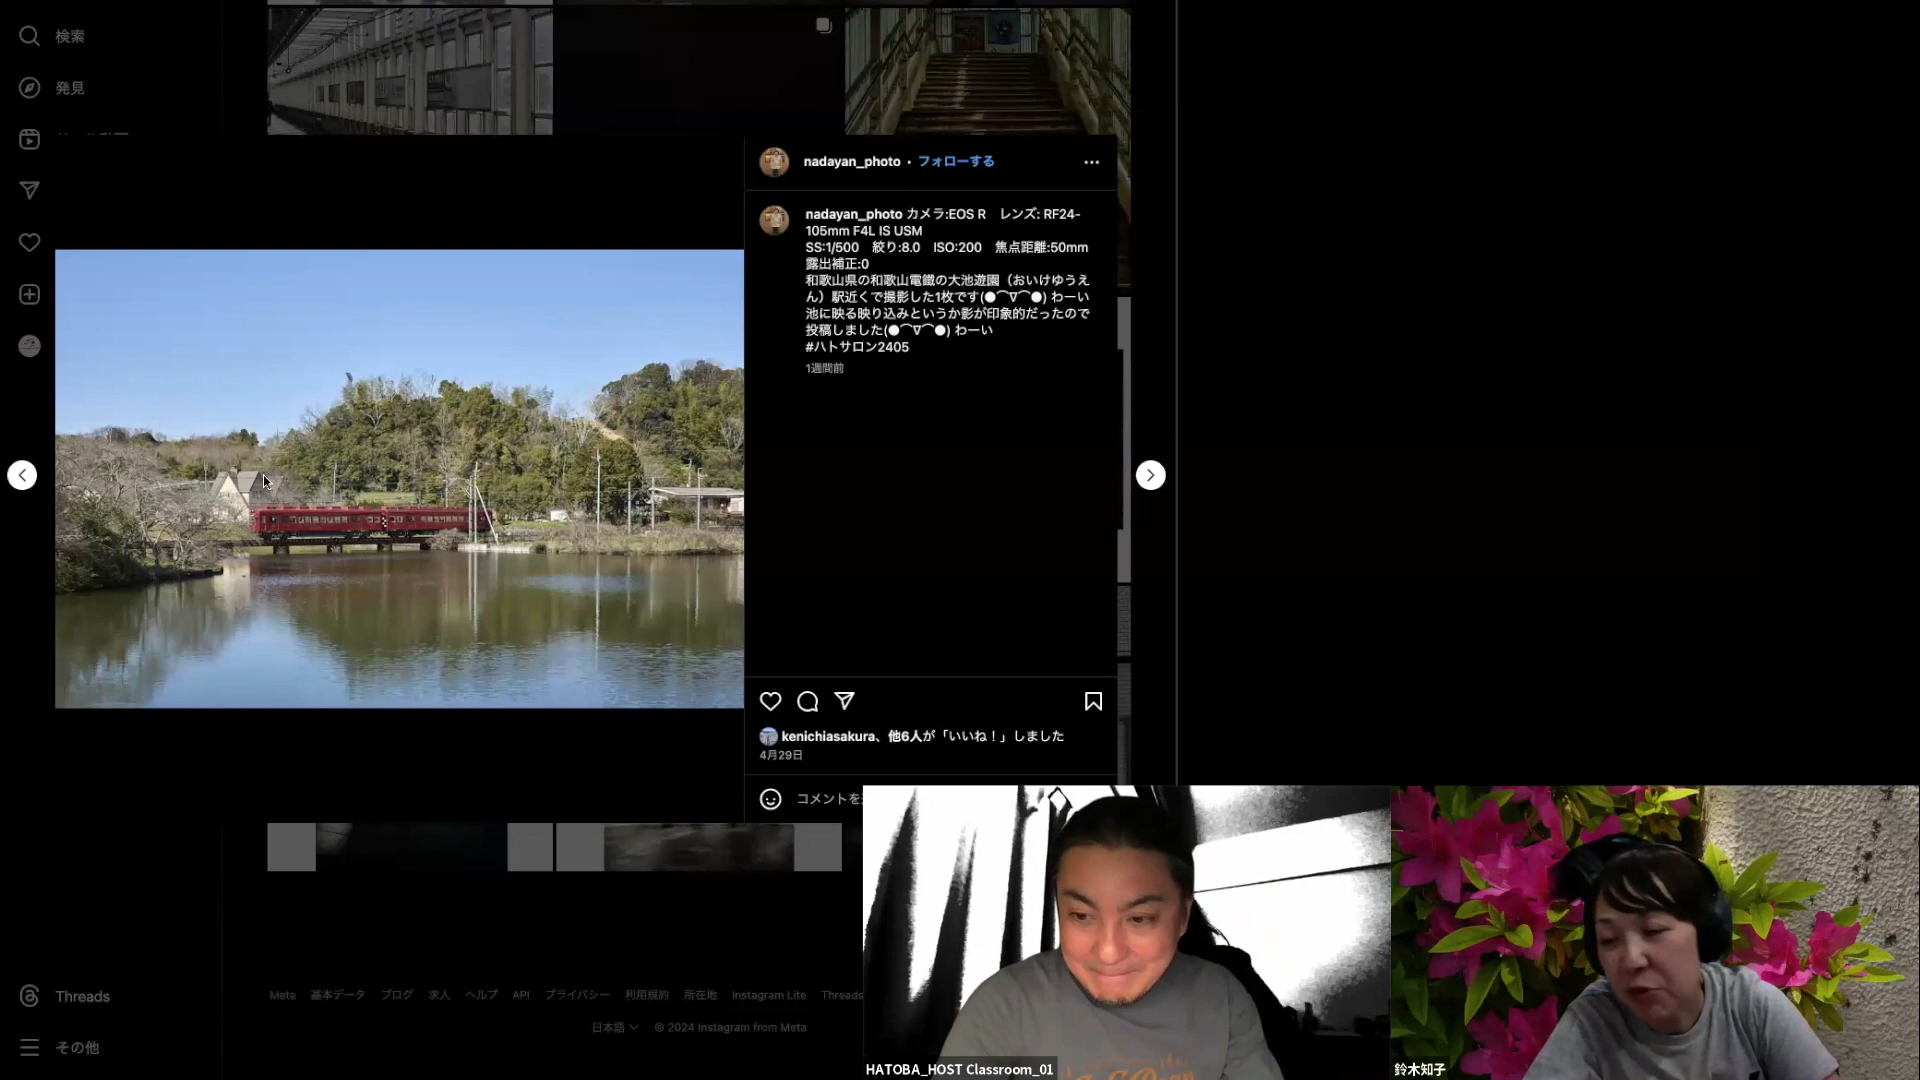 検索
発見
nadayan_photo • フォローする
nadayan_photo カメラ:EOS R　レンズ: RF24-
105mm F4L IS USM
SS:1/500　絞り:8.0　ISO:200　焦点距離:50mm
露出補正:0
和歌山県の和歌山電鐵の大池遊園（おいけゆうえ
ん）駅近くで撮影した1枚です(●⌒∇⌒●) わーい
池に映る映り込みというか影が印象的だったので
投稿しました(●⌒∇⌒●) わーい
#ハトサロン2405
1週間前
kenichiasakura、他6人が「いいね！」しました
4月29日
コメントを
Threads
その他
Meta 基本データ ブログ 求人 ヘルプ API プライバシー 利用規約 所在地 Instagram Lite Threads
日本語 © 2024 Instagram from Meta
HATOBA_HOST Classroom_01
鈴木知子